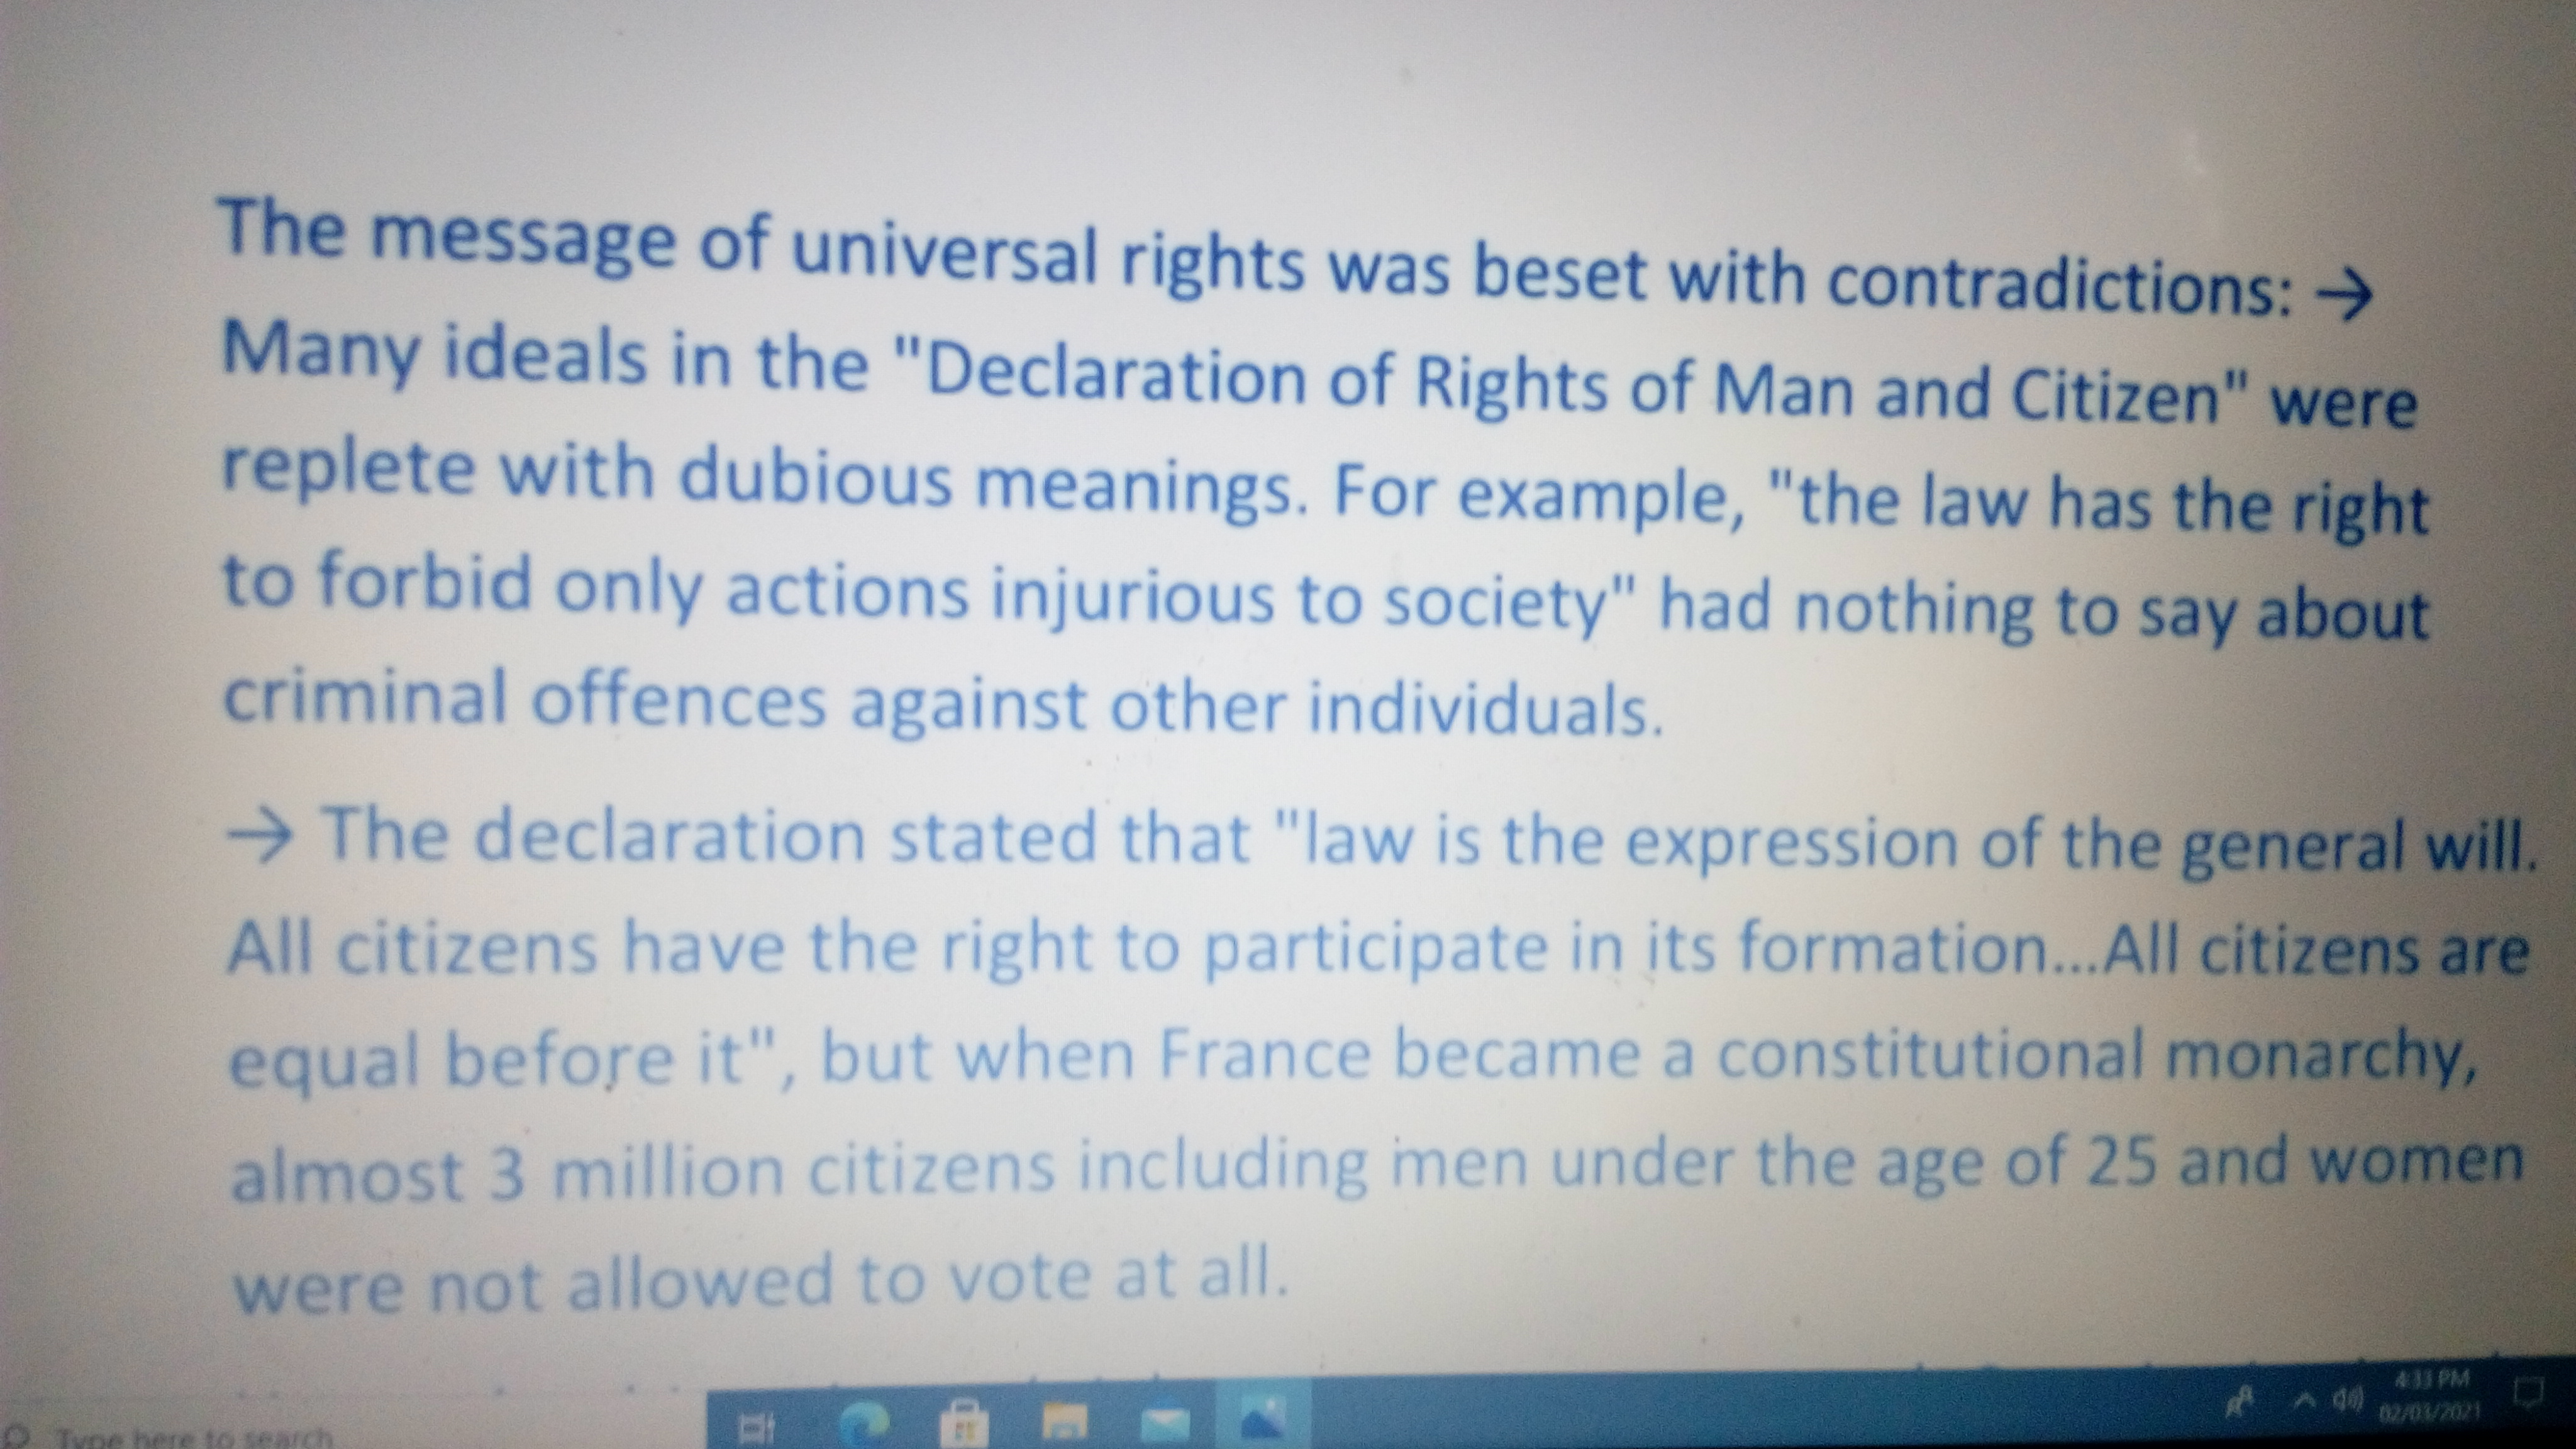 The message of universal rights was beset with contradictions: →
Many ideals in the "Declaration of Rights of Man and Citizen" were
replete with dubious meanings. For example, "the law has the right
to forbid only actions injurious to society" had nothing to say about
criminal offences against other individuals.
→ The declaration stated that "law is the expression of the general will.
All citizens have the right to participate in its formation...All citizens are
equal before it", but when France became a constitutional monarchy,
almost 3 million citizens including men under the age of 25 and women
were not allowed to vote at all.
Type here to search
4:33 PM
02/03/2021